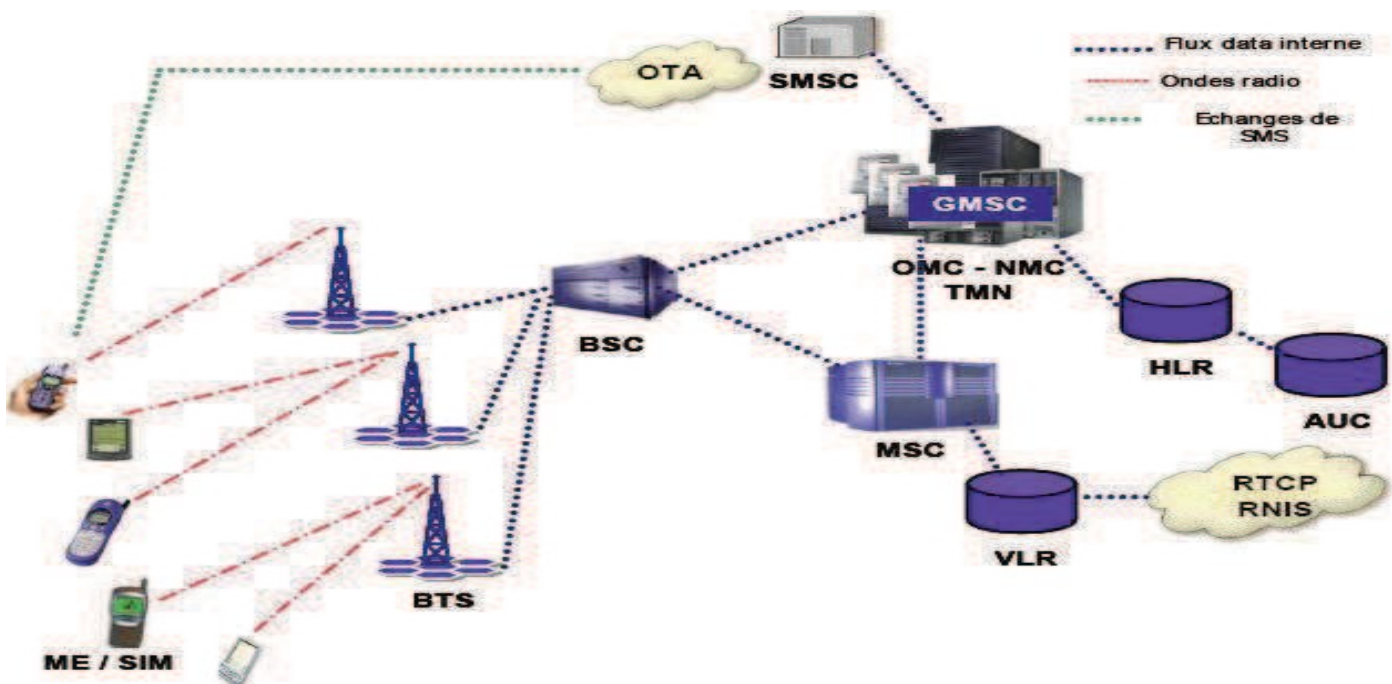 OTA
SMSC
Flux data interne
Ondes radio
Echanges de
SMS
GMSC
OMC - NMC
TMN
BSC
HLR
AUC
MSC
RTCP
RNIS
VLR
BTS
ME / SIM